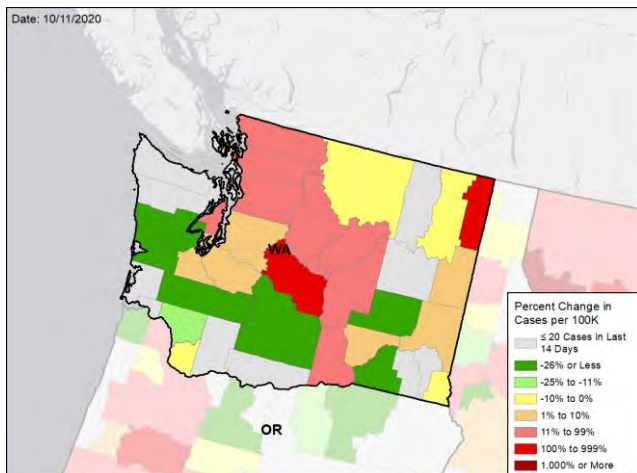 Date: 10/11/2020
WA
OR
Percent Change in
Cases per 100K
≤ 20 Cases in Last
14 Days
-26% or Less
-25% to -11%
-10% to 0%
1% to 10%
11% to 99%
100% to 999%
1,000% or More